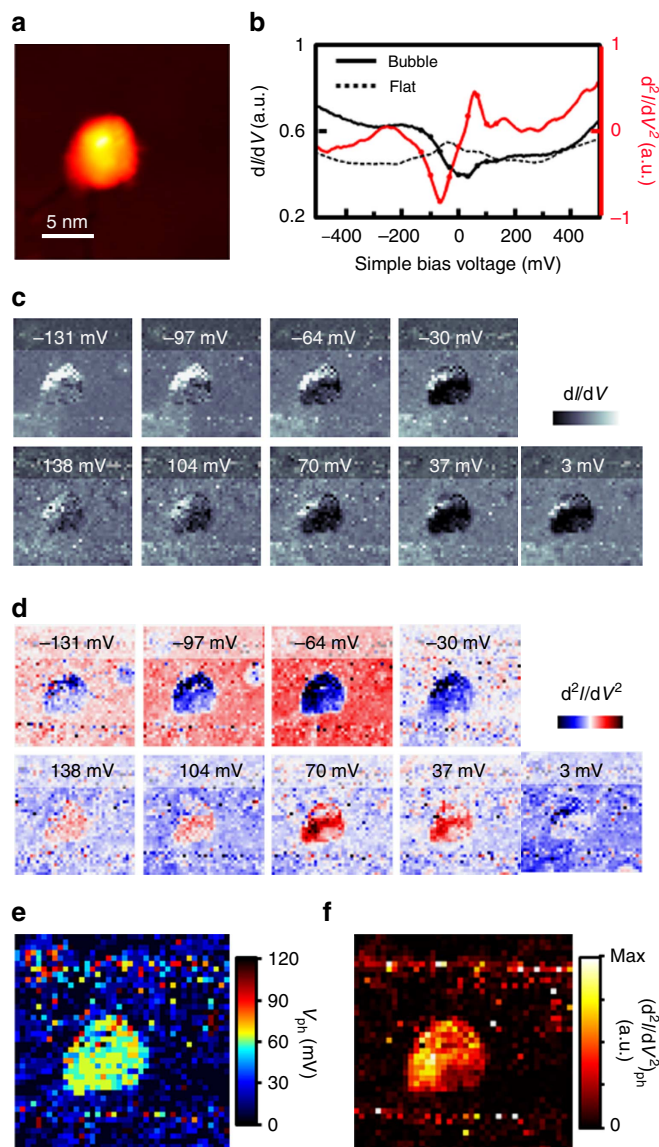 a
5 nm
b
1
0.6
0.2
dI/dV (a.u.)
Bubble
Flat
1
0
−1
d²I/dV²
(a.u.)
−400 −200 0 200 400
Simple bias voltage (mV)
c
−131 mV −97 mV −64 mV −30 mV
dI/dV
138 mV 104 mV 70 mV 37 mV 3 mV
d
−131 mV −97 mV −64 mV −30 mV
d²I/dV²
138 mV 104 mV 70 mV 37 mV 3 mV
e
120
90
60
30
0
Vph (mV)
f
Max
0
(d²I/dV²)ph
(a.u.)